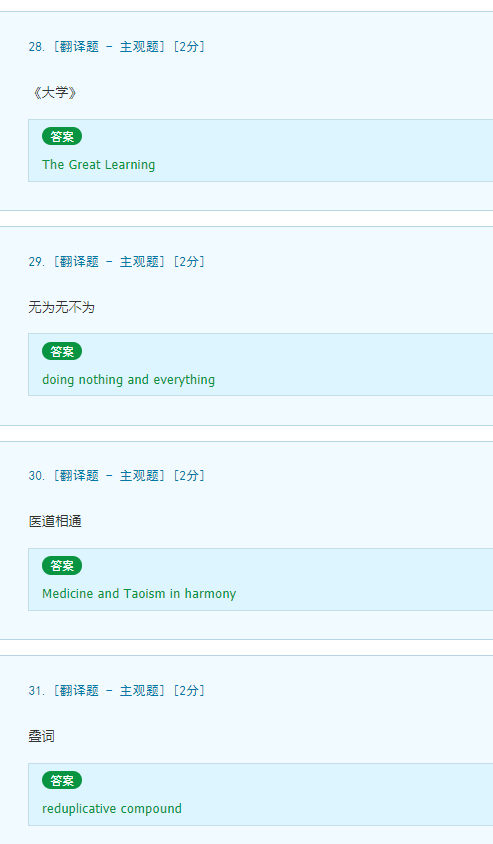 28. [翻译题 - 主观题] [2分]
《大学》
答案
The Great Learning
29. [翻译题 - 主观题] [2分]
无为无不为
答案
doing nothing and everything
30. [翻译题 - 主观题] [2分]
医道相通
答案
Medicine and Taoism in harmony
31. [翻译题 - 主观题] [2分]
叠词
答案
reduplicative compound